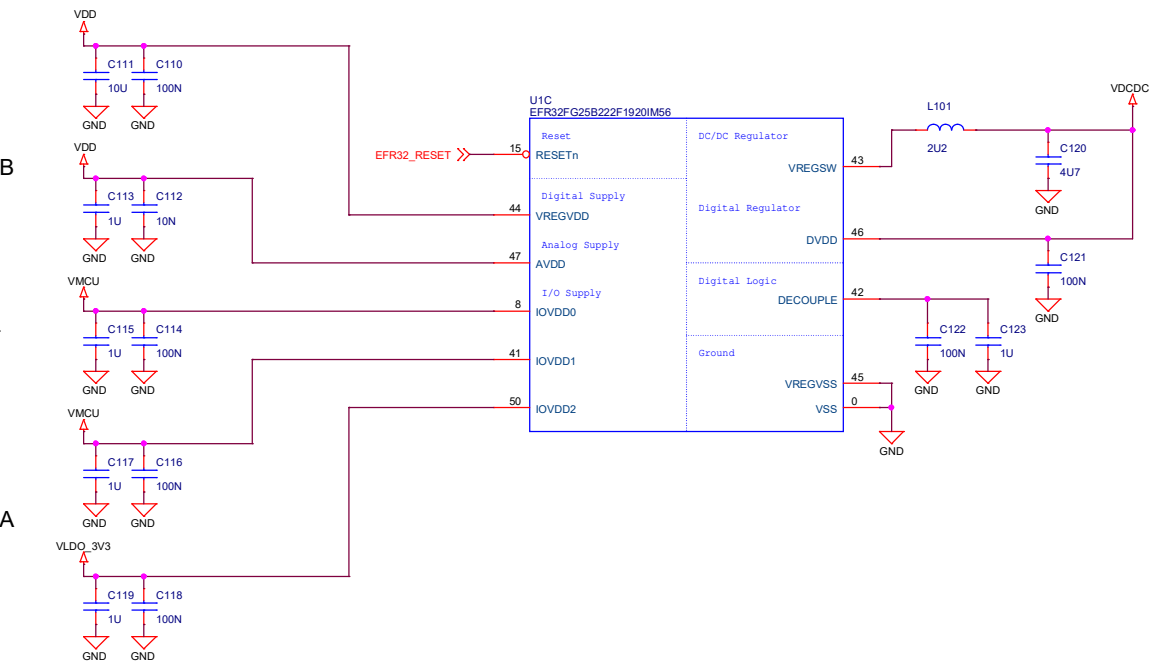 VDD
C111
C110
10U
100N
GND
GND
B
VDD
C113
C112
1U
10N
GND
GND
VMCU
C115
C114
1U
100N
GND
GND
VMCU
C117
C116
1U
100N
GND
GND
A
VLDO_3V3
C119
C118
1U
100N
GND
GND
EFR32_RESET
U1C
EFR32FG25B222F1920IM56
Reset
15
RESETn
Digital Supply
44
VREGVDD
Analog Supply
47
AVDD
I/O Supply
8
IOVDD0
41
IOVDD1
50
IOVDD2
DC/DC Regulator
VREGSW
43
Digital Regulator
DVDD
46
Digital Logic
DECOUPLE
42
Ground
VREGVSS
45
VSS
0
GND
L101
2U2
VDCDC
C120
4U7
GND
C121
100N
GND
C122
100N
GND
C123
1U
GND